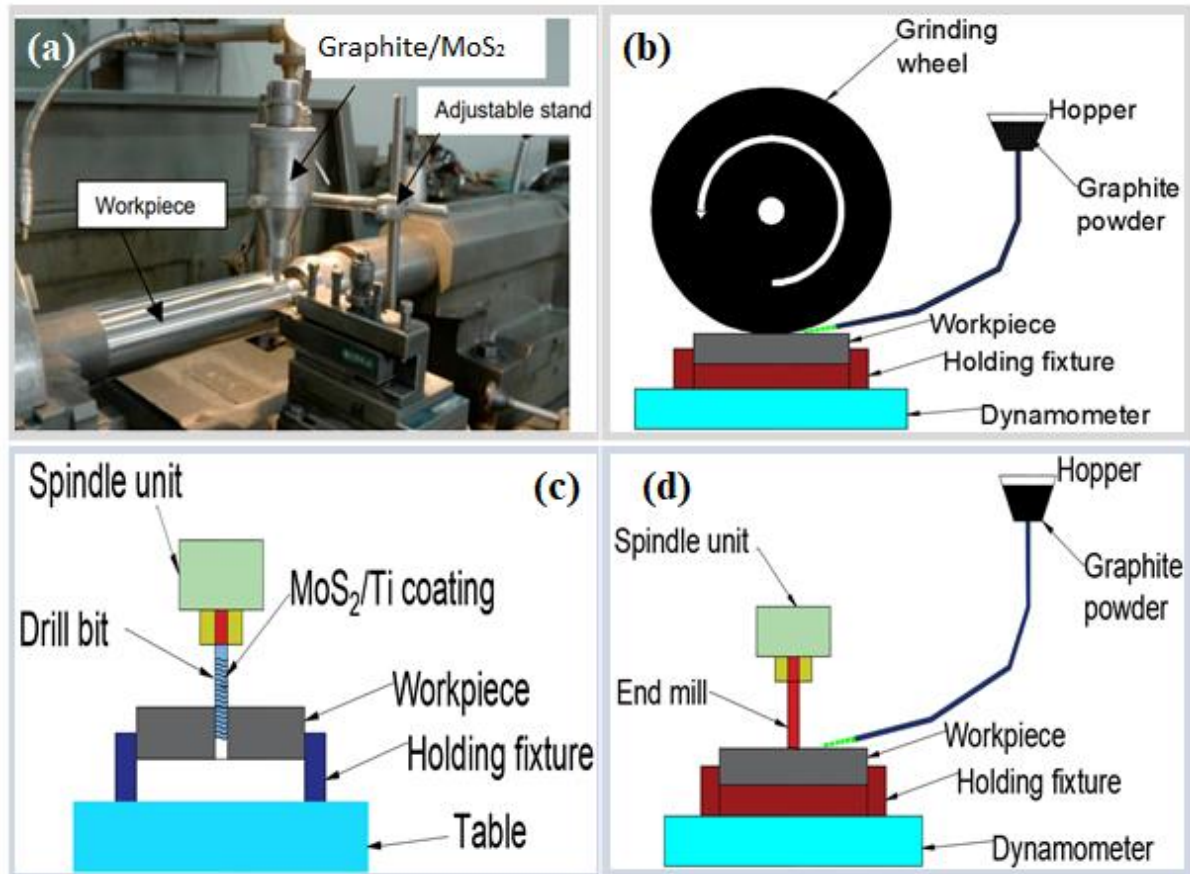 (a)
Graphite/MoS₂
Adjustable stand
Workpiece
(b)
Grinding
wheel
Hopper
Graphite
powder
Workpiece
Holding fixture
Dynamometer
(c)
Spindle
unit
MoS₂/Ti coating
Drill bit
Workpiece
Holding fixture
Table
(d)
Hopper
Spindle unit
Graphite
powder
End mill
Workpiece
Holding fixture
Dynamometer